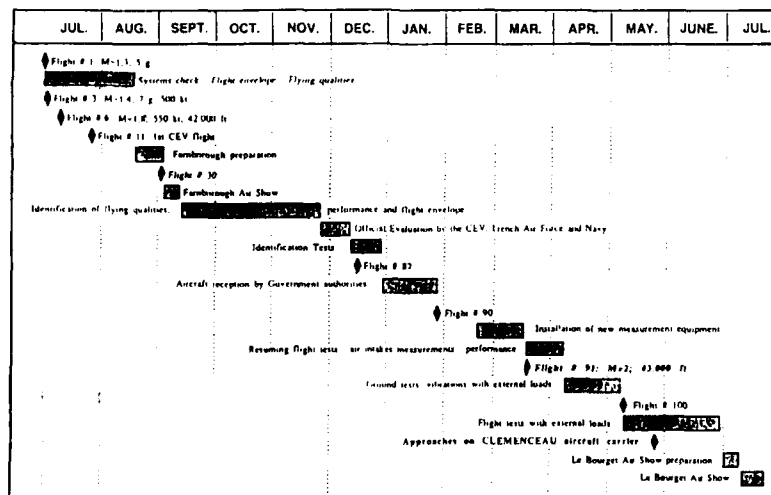 JUL. AUG. SEPT. OCT. NOV. DEC. JAN. FEB. MAR. APR. MAY. JUNE. JUL.
Flight # 1 M=1.3, 5 g
Systems check Flight envelope Flying qualities
Flight # 3 M=1.4, 7 g 500 kt
Flight # 6 M=1.8, 550 kt, 42 000 ft
Flight # 11 1st CEV flight
Farnborough preparation
Flight # 30
Farnborough Air Show
Identification of flying qualities, performance and flight envelope
Official Evaluation by the CEV, French Air Force and Navy
Identification Tests
Flight # 82
Aircraft reception by Government authorities
Flight # 90
Installation of new measurement equipment
Resuming flight tests air intakes measurements performance
Flight # 93; M=2; 43.000 ft
Ground tests vibrations with external loads
Flight # 100
Flight tests with external loads
Approaches on CLEMENCEAU aircraft carrier
Le Bourget Air Show preparation
Le Bourget Air Show